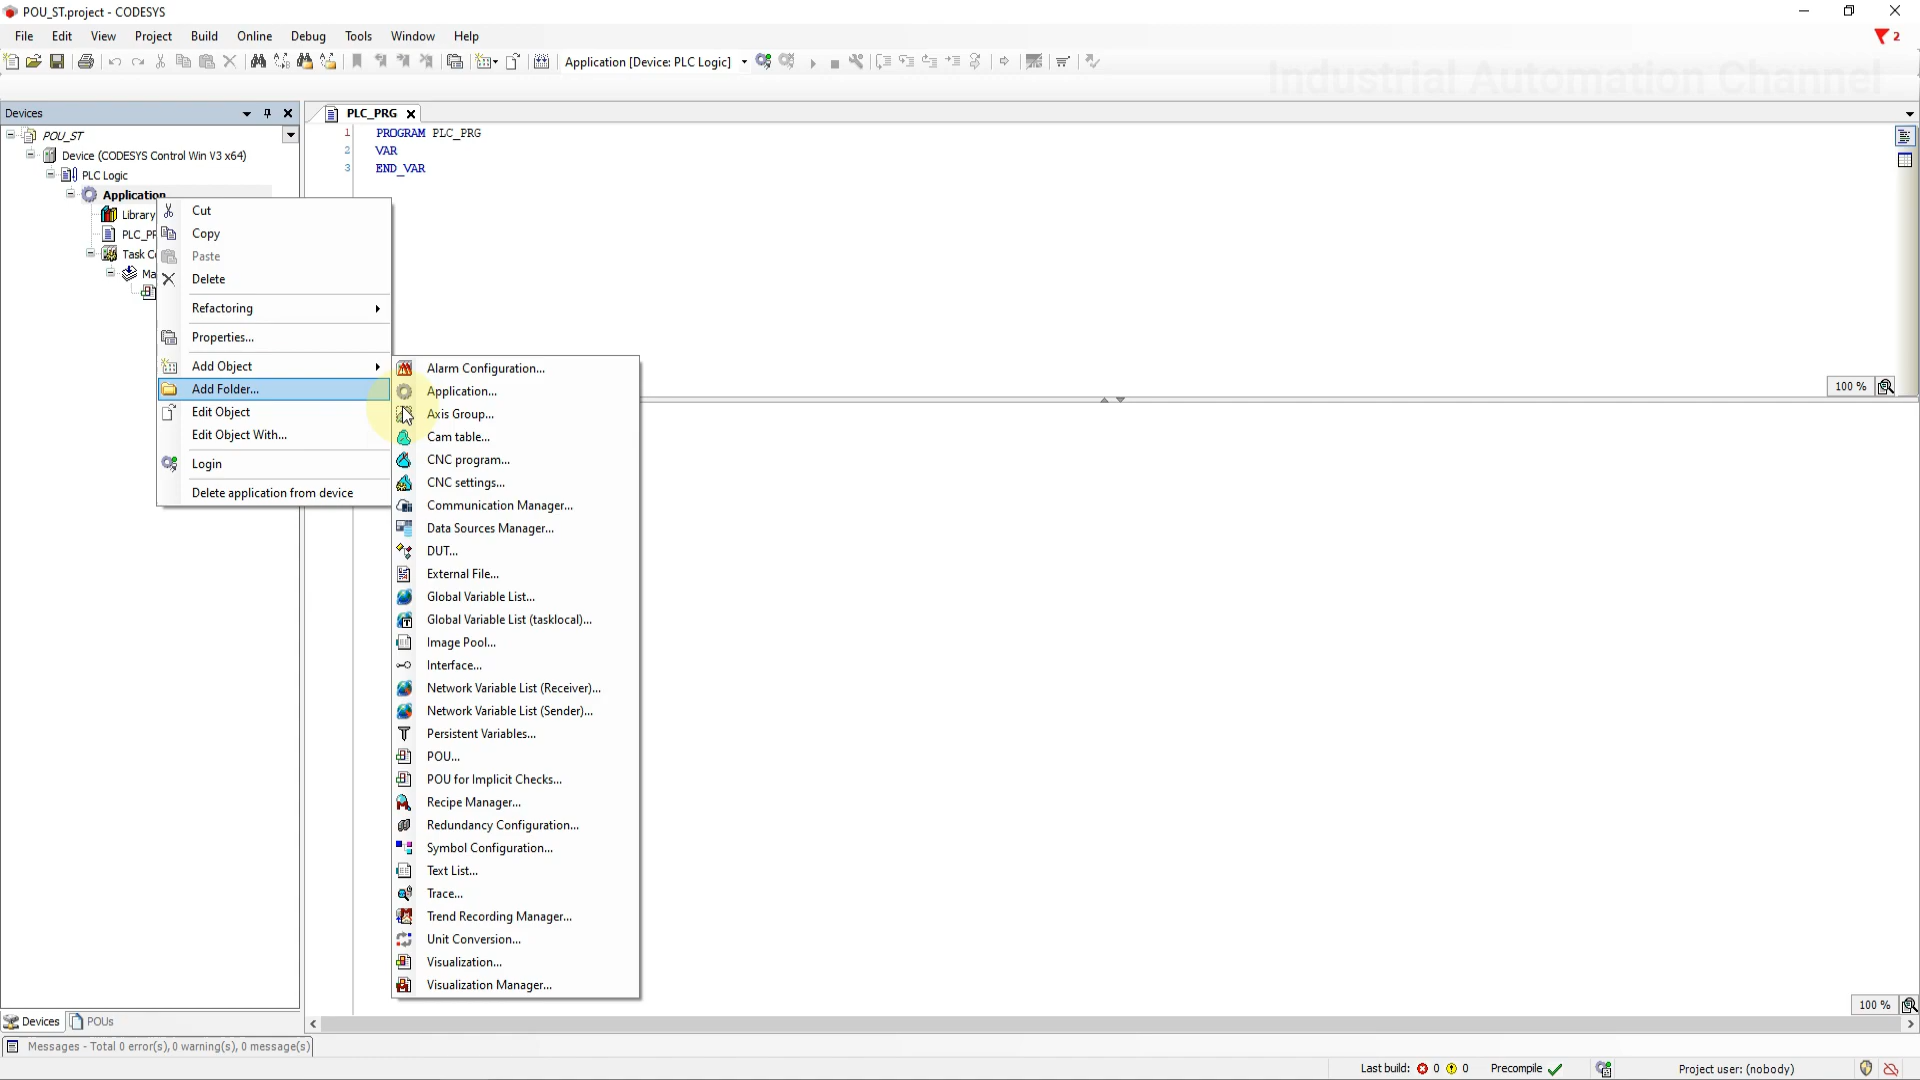 POU_ST.project - CODESYS
File Edit View Project Build Online Debug Tools Window Help
2
Application [Device: PLC Logic]
Industrial Automation Channel
Devices
PLC_PRG
POU_ST
Device (CODESYS Control Win V3 x64)
PLC Logic
Application
Library
PLC_PR
Task Co
Ma
1 PROGRAM PLC_PRG
2 VAR
3 END_VAR
100 %
Cut
Copy
Paste
Delete
Refactoring
Properties...
Add Object
Add Folder...
Edit Object
Edit Object With...
Login
Delete application from device
Alarm Configuration...
Application...
Axis Group...
Cam table...
CNC program...
CNC settings...
Communication Manager...
Data Sources Manager...
DUT...
External File...
Global Variable List...
Global Variable List (tasklocal)...
Image Pool...
Interface...
Network Variable List (Receiver)...
Network Variable List (Sender)...
Persistent Variables...
POU...
POU for Implicit Checks...
Recipe Manager...
Redundancy Configuration...
Symbol Configuration...
Text List...
Trace...
Trend Recording Manager...
Unit Conversion...
Visualization...
Visualization Manager...
100 %
Devices POUs
Messages - Total 0 error(s), 0 warning(s), 0 message(s)
Last build: 0 0 Precompile Project user: (nobody)